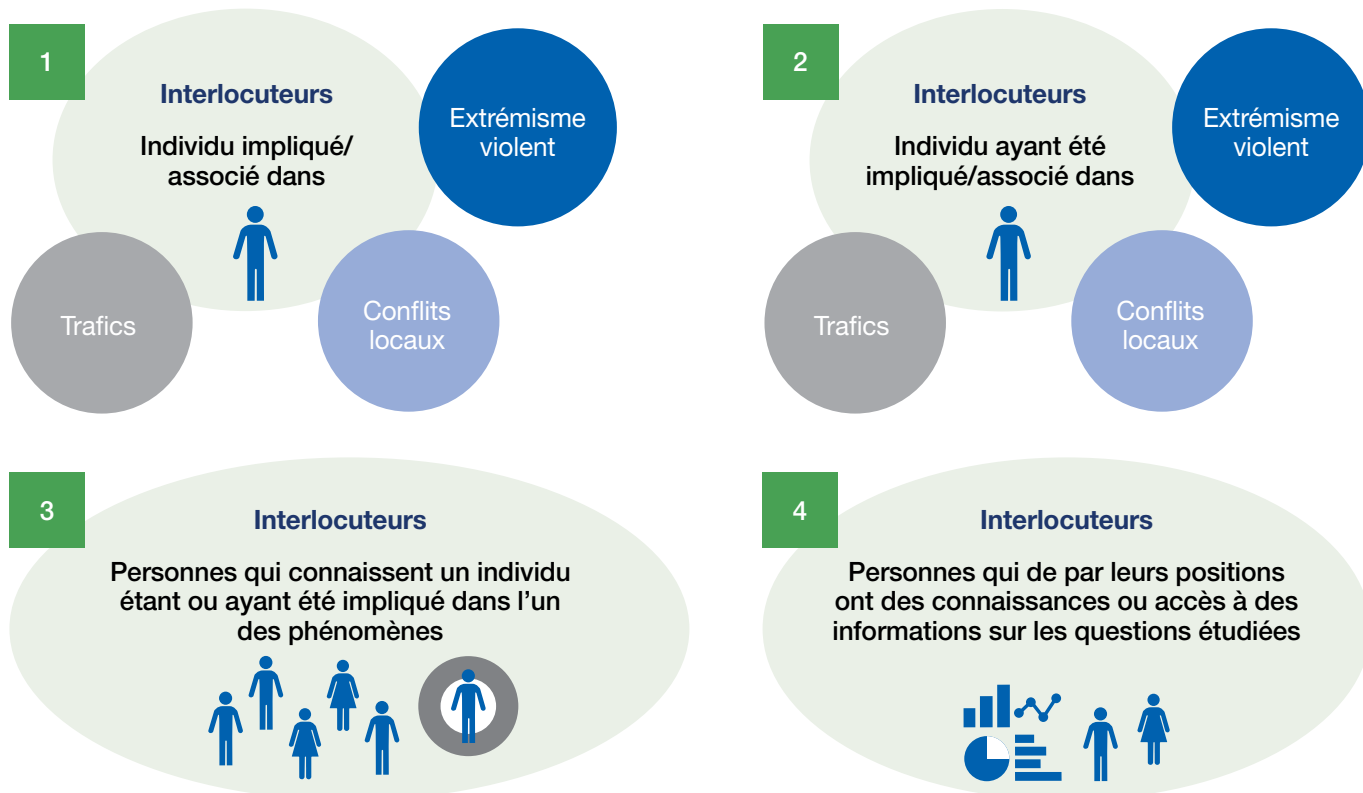 1
Interlocuteurs
Individu impliqué/
associé dans
Extrémisme
violent
Trafics
Conflits
locaux
2
Interlocuteurs
Individu ayant été
impliqué/associé dans
Extrémisme
violent
Trafics
Conflits
locaux
3
Interlocuteurs
Personnes qui connaissent un individu
étant ou ayant été impliqué dans l’un
des phénomènes
4
Interlocuteurs
Personnes qui de par leurs positions
ont des connaissances ou accès à des
informations sur les questions étudiées